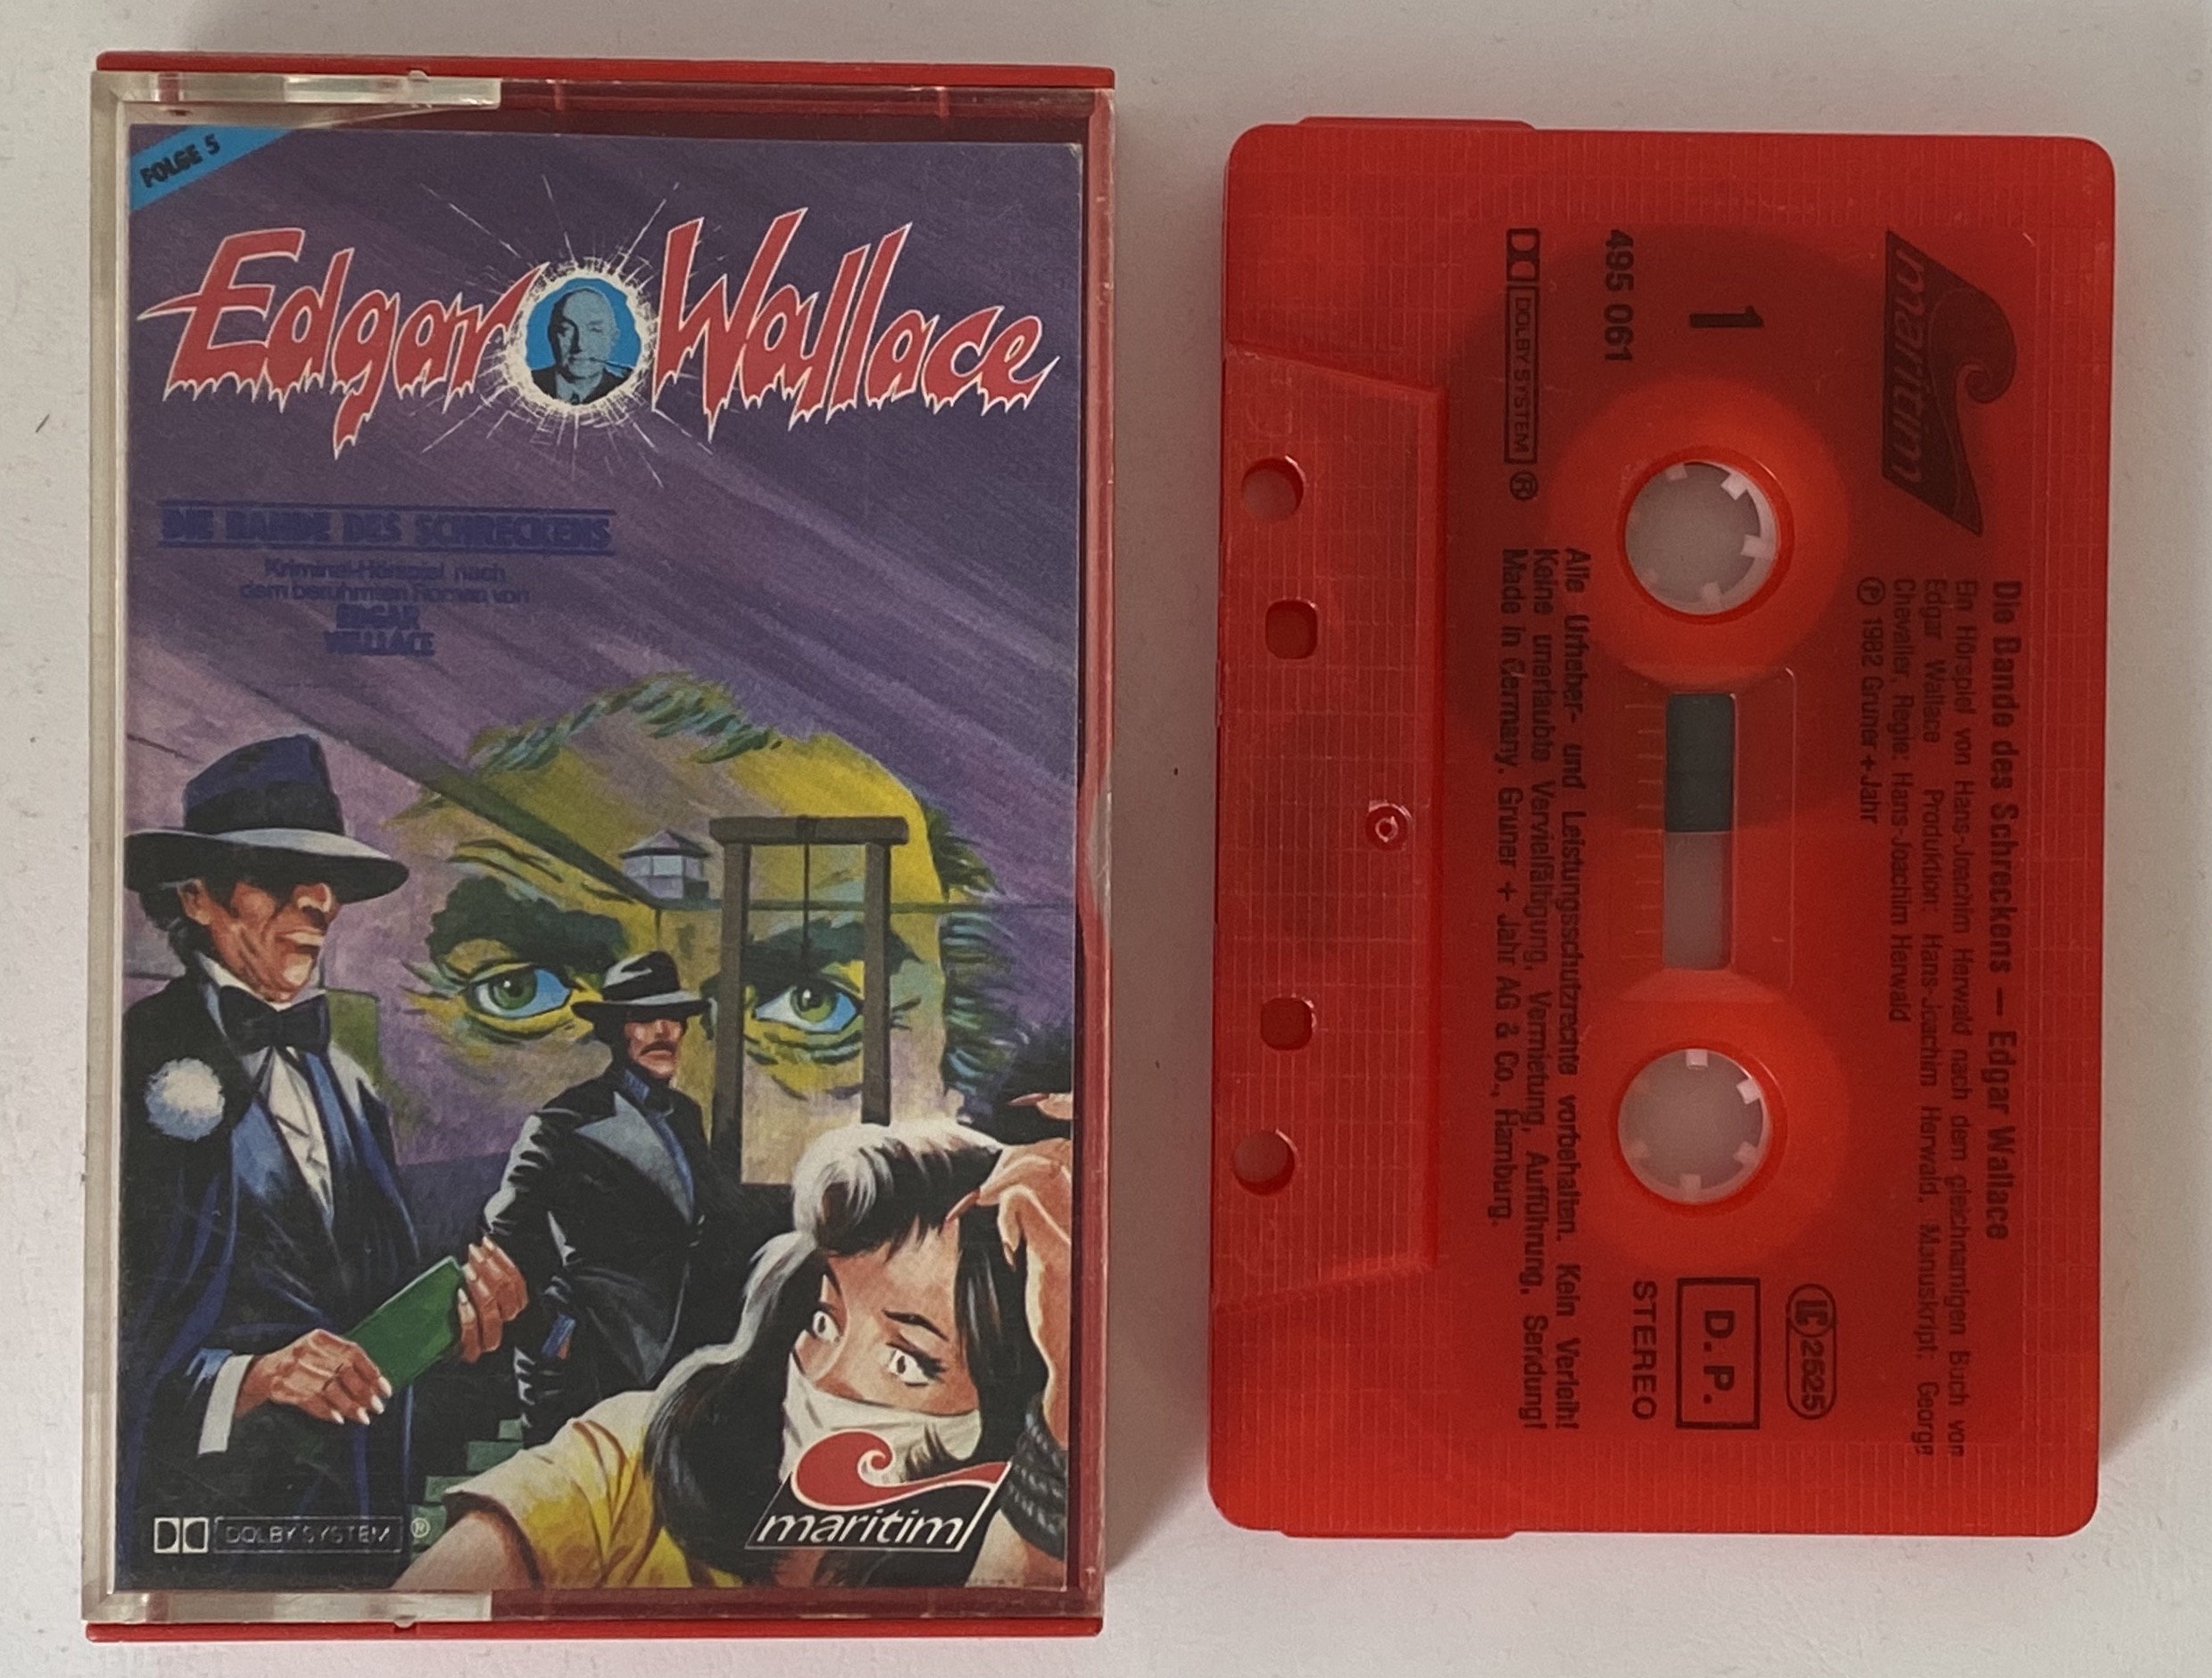 FOLGE 5
Edgar Wallace
DIE BANDE DES SCHRECKENS
Kriminal-Hörspiel nach
dem berühmten Roman von
EDGAR
WALLACE
DOLBY SYSTEM ®
maritim
maritim
Die Bande des Schreckens — Edgar Wallace
Ein Hörspiel von Hans-Joachim Herwald nach dem gleichnamigen Buch von
Edgar Wallace Produktion: Hans-Joachim Herwald, Manuskript: George
Chevalier, Regie: Hans-Joachim Herwald
Ⓟ 1982 Gruner + Jahr
1
495 061
DOLBY SYSTEM ®
LC 2525
D.P.
STEREO
Alle Urheber- und Leistungsschutzrechte vorbehalten. Kein Verleih!
Keine unerlaubte Vervielfältigung, Vermietung, Aufführung, Sendung!
Made in Germany. Gruner + Jahr AG & Co., Hamburg.